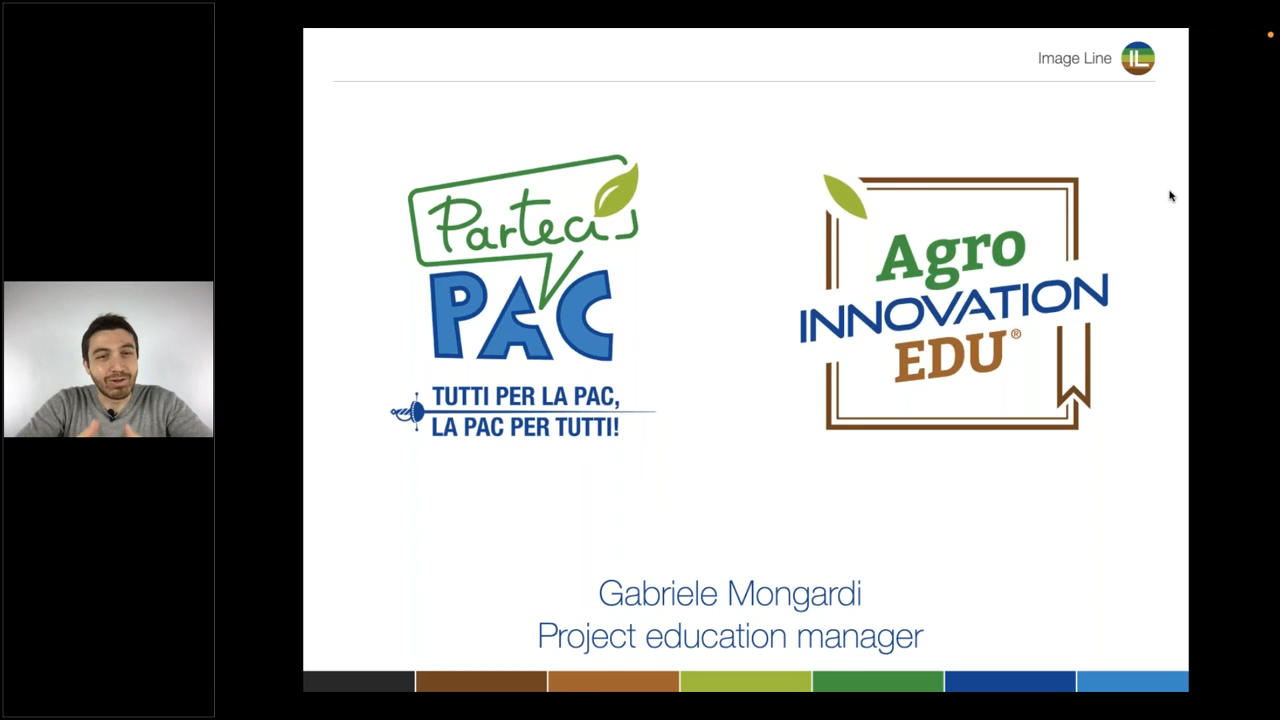 Image Line
IL
Parteci
PAC
TUTTI PER LA PAC,
LA PAC PER TUTTI!
Agro
INNOVATION
EDU®
Gabriele Mongardi
Project education manager